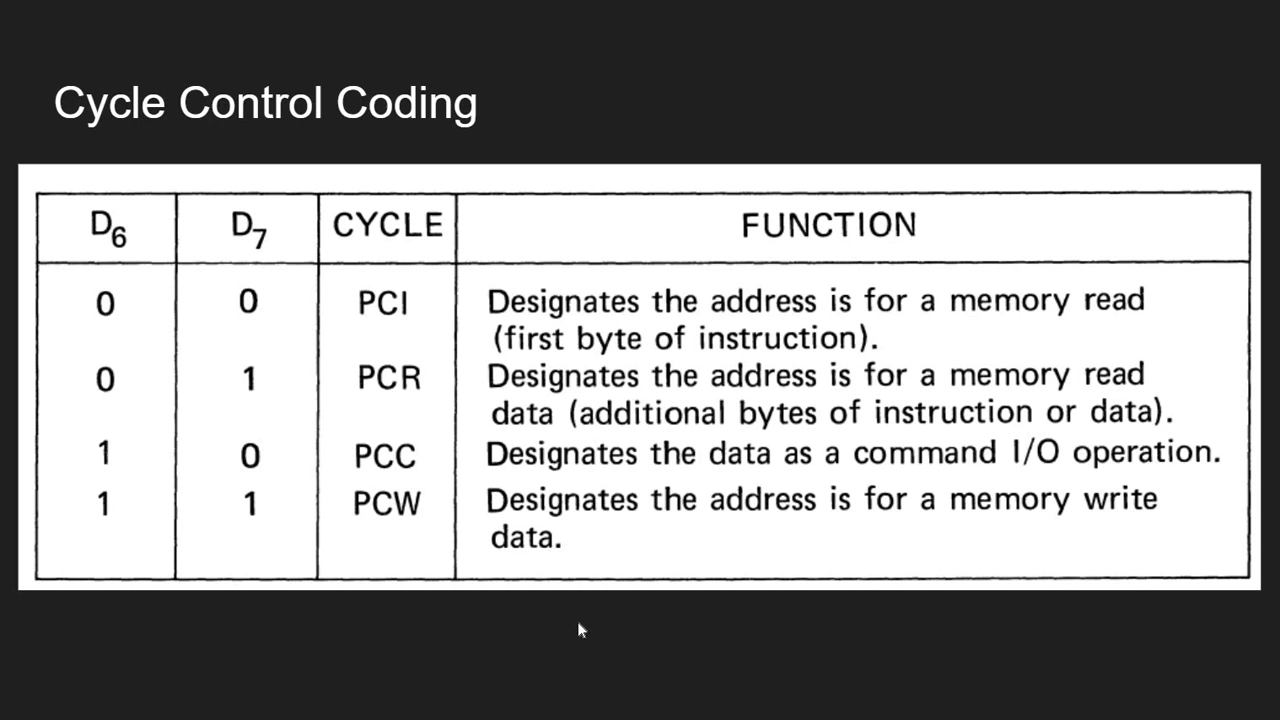 Cycle Control Coding
D6 D7 CYCLE FUNCTION
0 0 PCI Designates the address is for a memory read
(first byte of instruction).
0 1 PCR Designates the address is for a memory read
data (additional bytes of instruction or data).
1 0 PCC Designates the data as a command I/O operation.
1 1 PCW Designates the address is for a memory write
data.